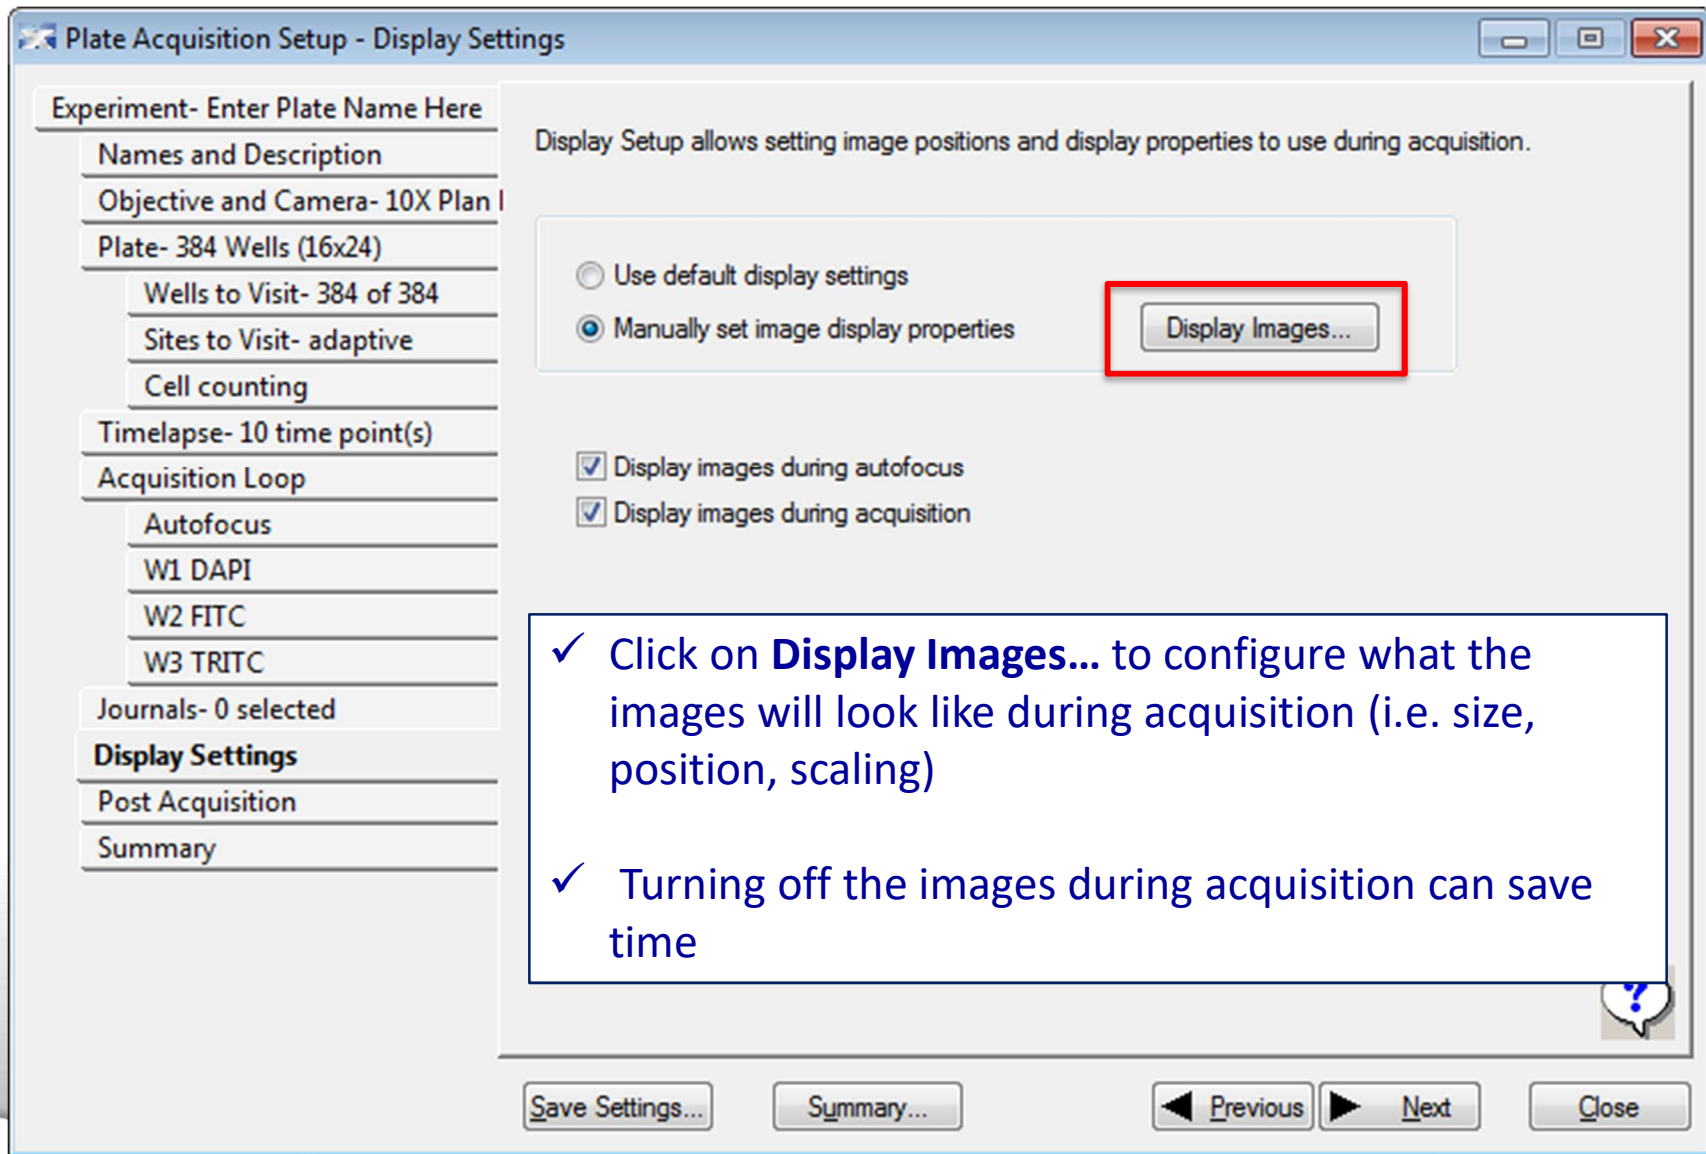 Plate Acquisition Setup - Display Settings
Experiment- Enter Plate Name Here
Names and Description
Objective and Camera- 10X Plan
Plate- 384 Wells (16x24)
Wells to Visit- 384 of 384
Sites to Visit- adaptive
Cell counting
Timelapse- 10 time point(s)
Acquisition Loop
Autofocus
W1 DAPI
W2 FITC
W3 TRITC
Journals- 0 selected
Display Settings
Post Acquisition
Summary
Display Setup allows setting image positions and display properties to use during acquisition.
Use default display settings
Manually set image display properties
Display Images...
Display images during autofocus
Display images during acquisition
✓ Click on Display Images… to configure what the
images will look like during acquisition (i.e. size,
position, scaling)
✓ Turning off the images during acquisition can save
time
?
Save Settings...
Summary...
Previous
Next
Close